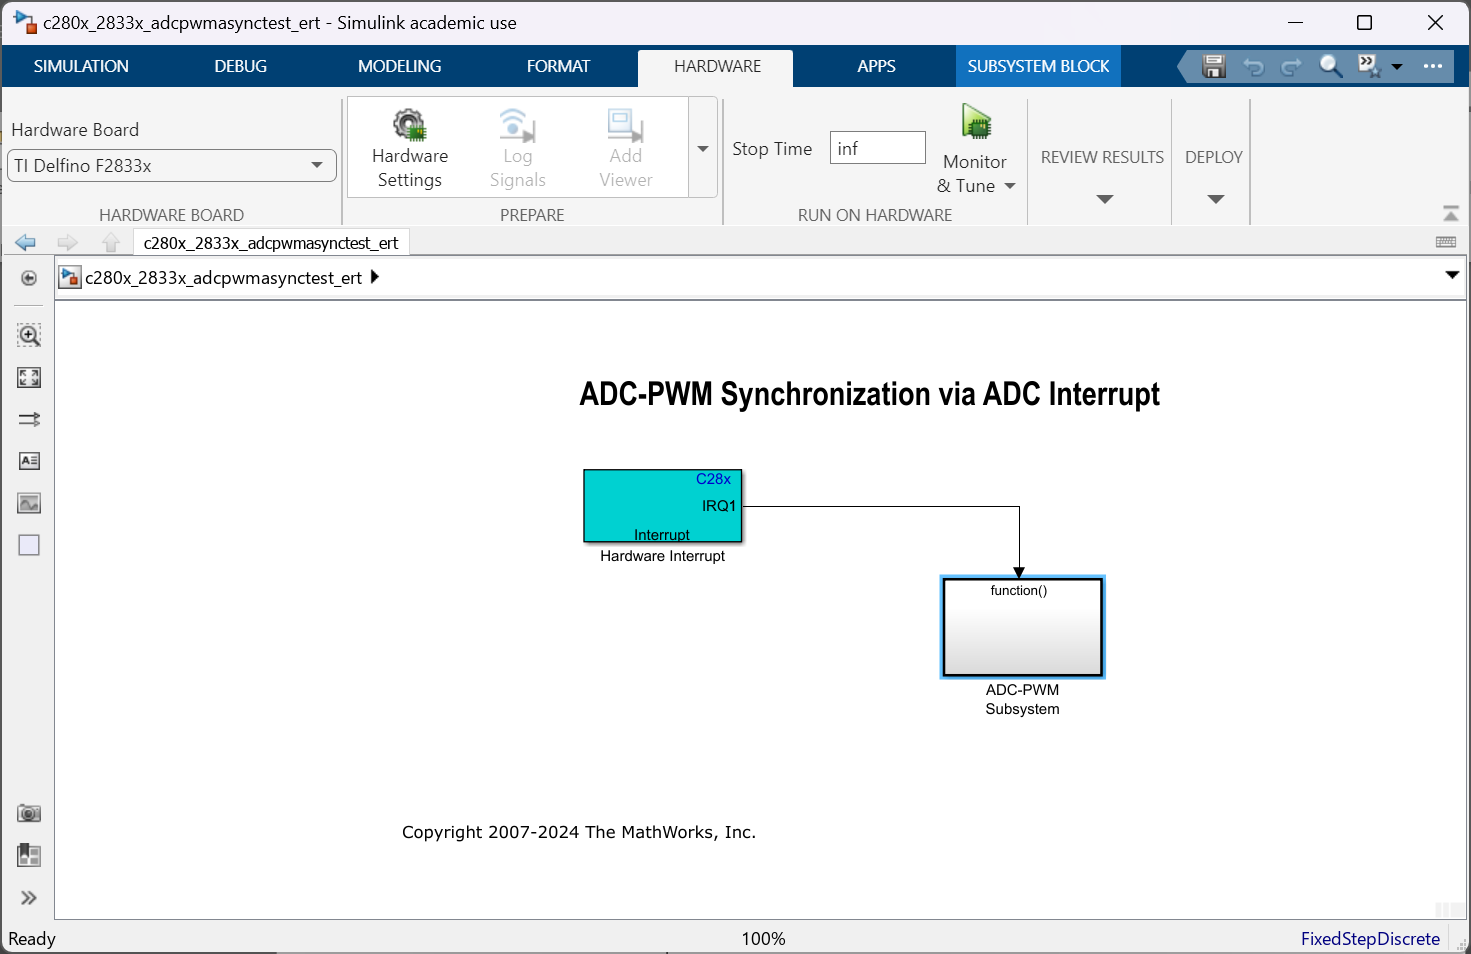 c280x_2833x_adcpwmasynctest_ert - Simulink academic use
SIMULATION DEBUG MODELING FORMAT HARDWARE APPS SUBSYSTEM BLOCK
Hardware Board
TI Delfino F2833x
HARDWARE BOARD
Hardware
Settings
Log
Signals
Add
Viewer
PREPARE
Stop Time inf
Monitor
& Tune
RUN ON HARDWARE
REVIEW RESULTS
DEPLOY
c280x_2833x_adcpwmasynctest_ert
c280x_2833x_adcpwmasynctest_ert
ADC-PWM Synchronization via ADC Interrupt
C28x
IRQ1
Interrupt
Hardware Interrupt
function()
ADC-PWM
Subsystem
Copyright 2007-2024 The MathWorks, Inc.
Ready 100% FixedStepDiscrete